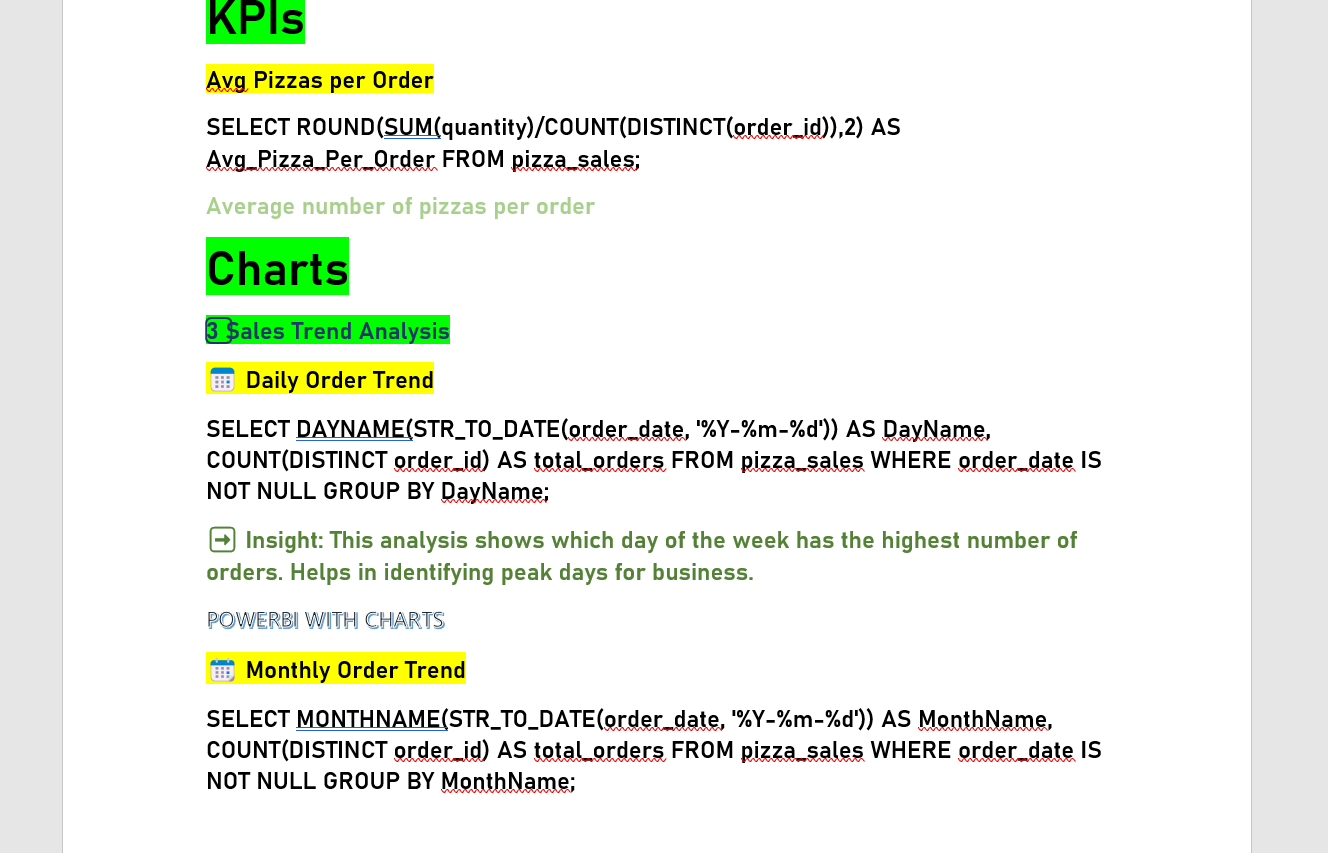 KPIs
Avg Pizzas per Order
SELECT ROUND(SUM(quantity)/COUNT(DISTINCT(order_id)),2) AS
Avg_Pizza_Per_Order FROM pizza_sales;
Average number of pizzas per order
Charts
3 Sales Trend Analysis
Daily Order Trend
SELECT DAYNAME(STR_TO_DATE(order_date, '%Y-%m-%d')) AS DayName,
COUNT(DISTINCT order_id) AS total_orders FROM pizza_sales WHERE order_date IS
NOT NULL GROUP BY DayName;
Insight: This analysis shows which day of the week has the highest number of
orders. Helps in identifying peak days for business.
POWERBI WITH CHARTS
Monthly Order Trend
SELECT MONTHNAME(STR_TO_DATE(order_date, '%Y-%m-%d')) AS MonthName,
COUNT(DISTINCT order_id) AS total_orders FROM pizza_sales WHERE order_date IS
NOT NULL GROUP BY MonthName;